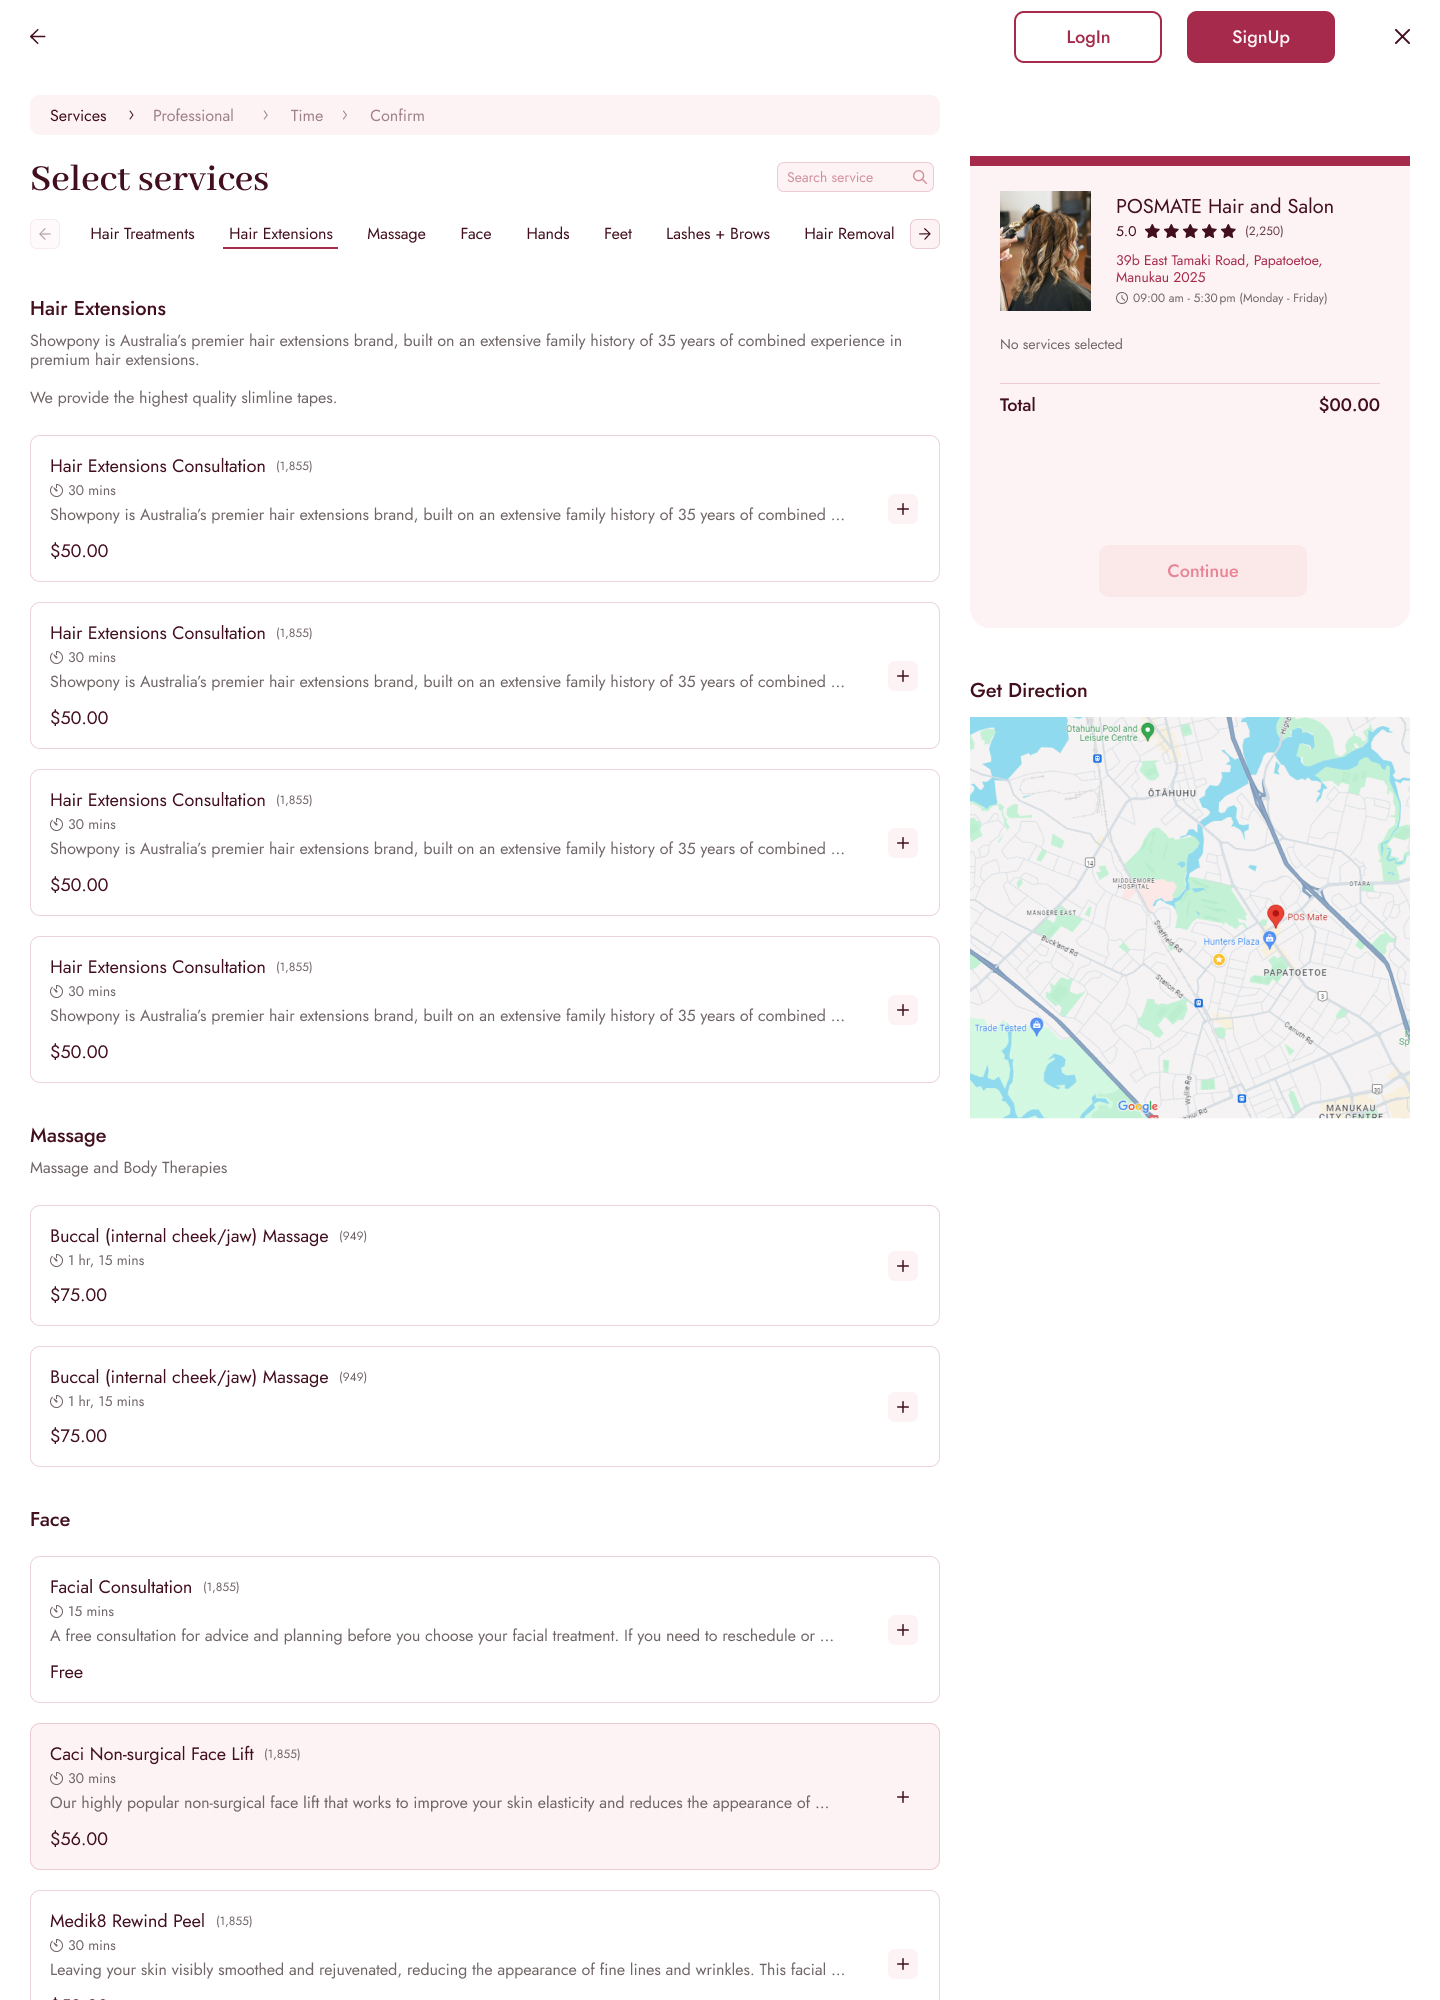 LogIn
SignUp
Services
Professional
Time
Confirm
Select services
Search service
Hair Treatments
Hair Extensions
Massage
Face
Hands
Feet
Lashes + Brows
Hair Removal
Hair Extensions
Showpony is Australia's premier hair extensions brand, built on an extensive family history of 35 years of combined experience in
premium hair extensions.
We provide the highest quality slimline tapes.
Hair Extensions Consultation (1,855)
30 mins
Showpony is Australia's premier hair extensions brand, built on an extensive family history of 35 years of combined ...
$50.00
Hair Extensions Consultation (1,855)
30 mins
Showpony is Australia's premier hair extensions brand, built on an extensive family history of 35 years of combined ...
$50.00
Hair Extensions Consultation (1,855)
30 mins
Showpony is Australia's premier hair extensions brand, built on an extensive family history of 35 years of combined ...
$50.00
Hair Extensions Consultation (1,855)
30 mins
Showpony is Australia's premier hair extensions brand, built on an extensive family history of 35 years of combined ...
$50.00
Massage
Massage and Body Therapies
Buccal (internal cheek/jaw) Massage (949)
1 hr, 15 mins
$75.00
Buccal (internal cheek/jaw) Massage (949)
1 hr, 15 mins
$75.00
Face
Facial Consultation (1,855)
15 mins
A free consultation for advice and planning before you choose your facial treatment. If you need to reschedule or ...
Free
Caci Non-surgical Face Lift (1,855)
30 mins
Our highly popular non-surgical face lift that works to improve your skin elasticity and reduces the appearance of ...
$56.00
Medik8 Rewind Peel (1,855)
30 mins
Leaving your skin visibly smoothed and rejuvenated, reducing the appearance of fine lines and wrinkles. This facial ...
POSMATE Hair and Salon
5.0 (2,250)
39b East Tamaki Road, Papatoetoe,
Manukau 2025
09:00 am - 5:30 pm (Monday - Friday)
No services selected
Total $00.00
Continue
Get Direction
Otahuhu Pool and
Leisure Centre
ŌTĀHUHU
14
MIDDLEMORE
HOSPITAL
OTARA
MANGERE EAST
POS Mate
Buckland Rd
Swaffield Rd
Hunters Plaza
PAPATOETOE
Station Rd
3
Trade Tested
Carruth Rd
Sp
Wyllie Rd
30
Google
MANUKAU
CITY CENTRE